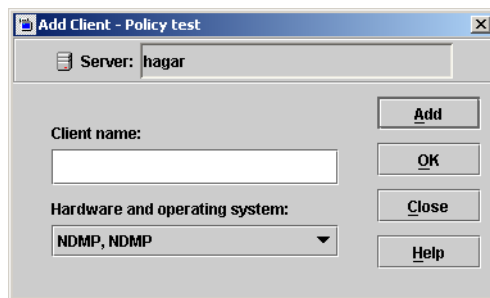 Add Client - Policy test
Server: hagar
Client name:
Hardware and operating system:
NDMP, NDMP
Add
OK
Close
Help